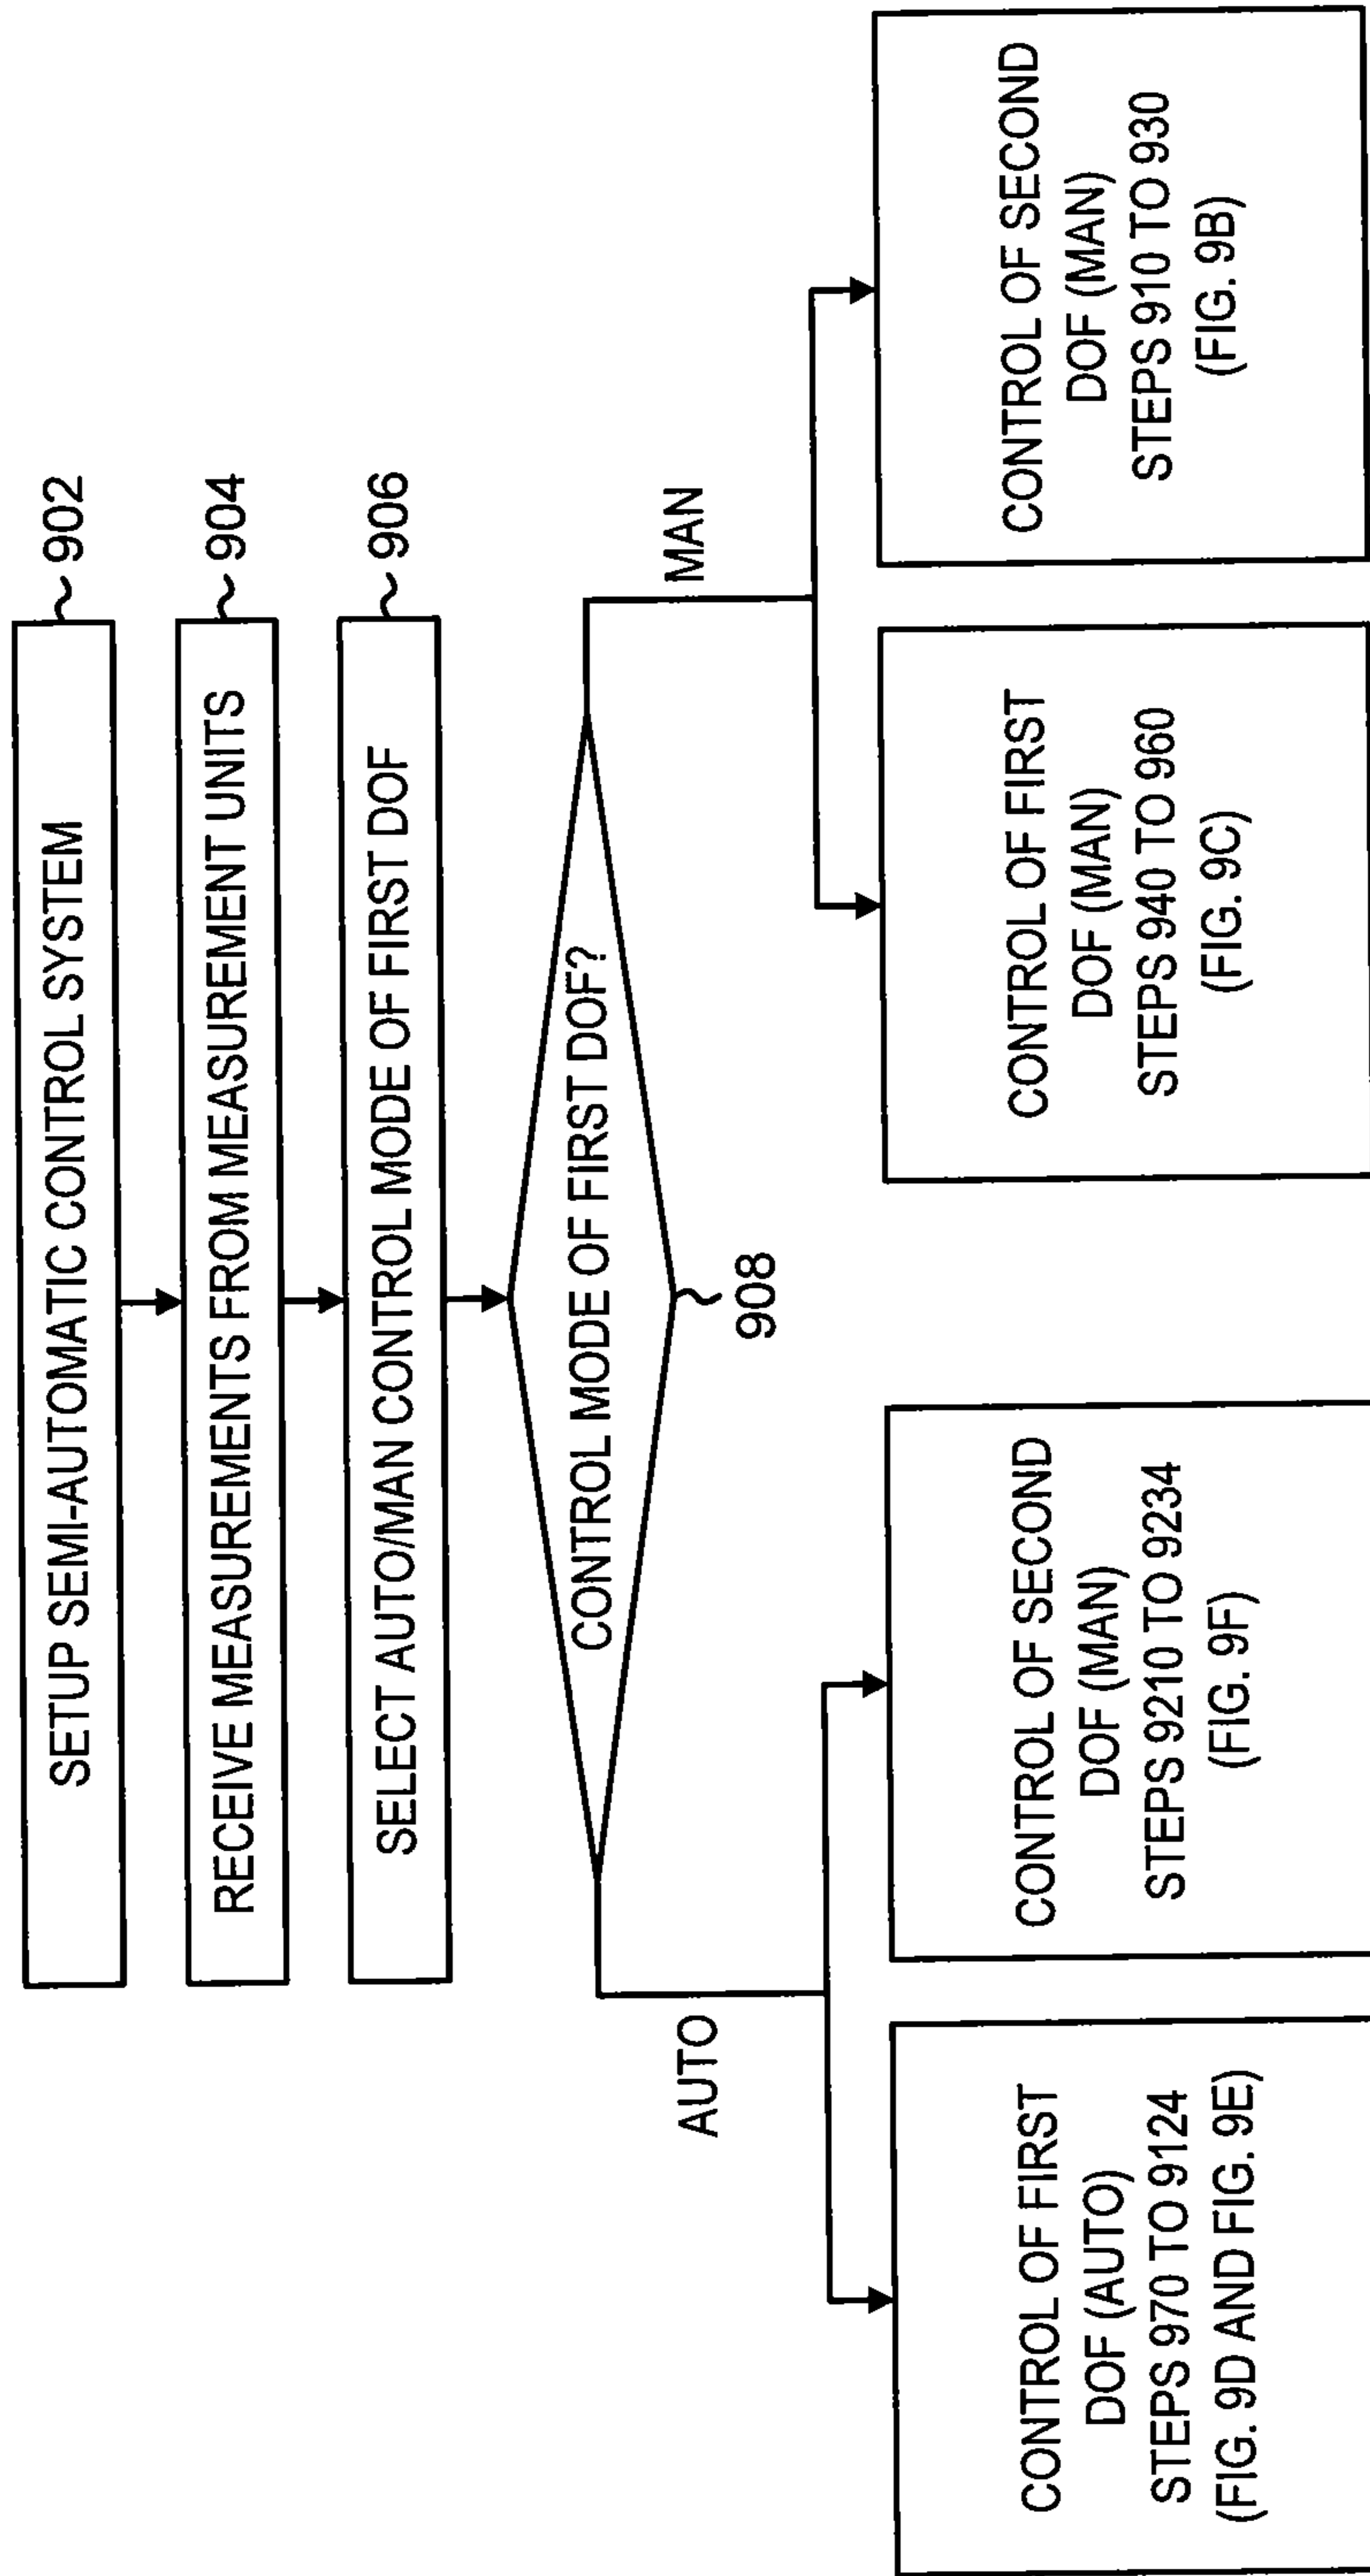 SETUP SEMI-AUTOMATIC CONTROL SYSTEM
902
RECEIVE MEASUREMENTS FROM MEASUREMENT UNITS
904
SELECT AUTO/MAN CONTROL MODE OF FIRST DOF
906
CONTROL MODE OF FIRST DOF?
908
AUTO
MAN
CONTROL OF FIRST
DOF (AUTO)
STEPS 970 TO 9124
(FIG. 9D AND FIG. 9E)
CONTROL OF SECOND
DOF (MAN)
STEPS 9210 TO 9234
(FIG. 9F)
CONTROL OF FIRST
DOF (MAN)
STEPS 940 TO 960
(FIG. 9C)
CONTROL OF SECOND
DOF (MAN)
STEPS 910 TO 930
(FIG. 9B)